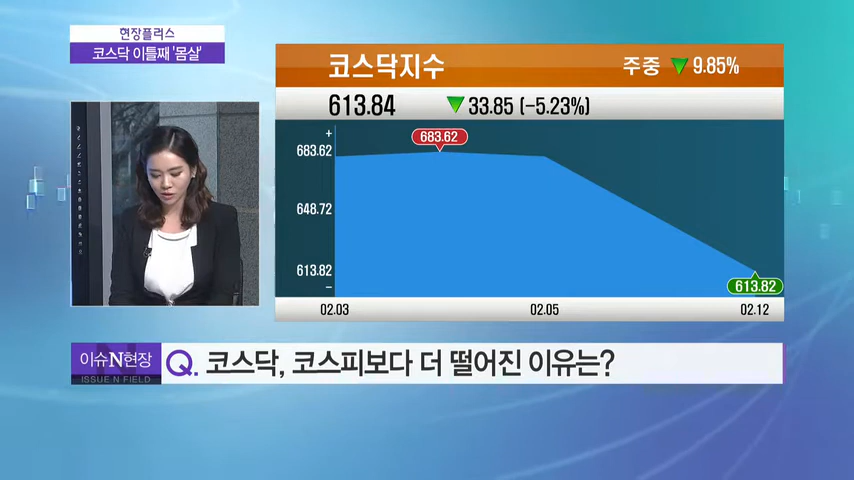 현장플러스
코스닥 이틀째 '몸살'
코스닥지수 주중 ▼ 9.85%
613.84 ▼ 33.85 (-5.23%)
+
683.62
683.62
648.72
613.82
-
613.82
02.03 02.05 02.12
이슈N현장
ISSUE N FIELD
Q. 코스닥, 코스피보다 더 떨어진 이유는?